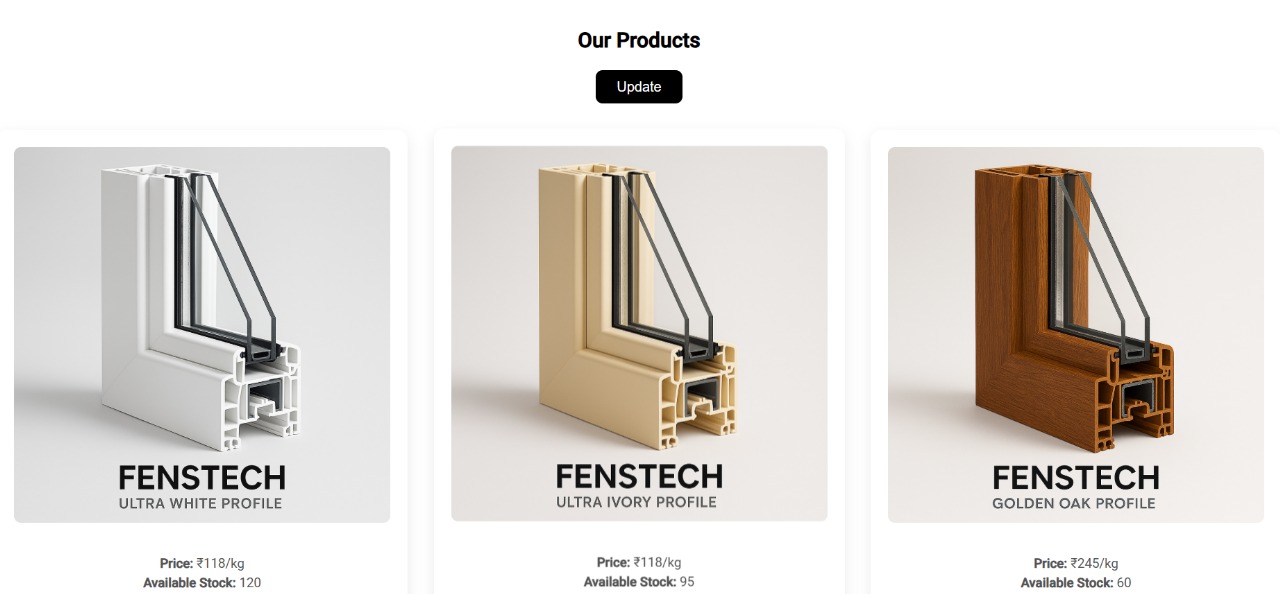 Our Products
Update
FENSTECH
ULTRA WHITE PROFILE
Price: ₹118/kg
Available Stock: 120
FENSTECH
ULTRA IVORY PROFILE
Price: ₹118/kg
Available Stock: 95
FENSTECH
GOLDEN OAK PROFILE
Price: ₹245/kg
Available Stock: 60